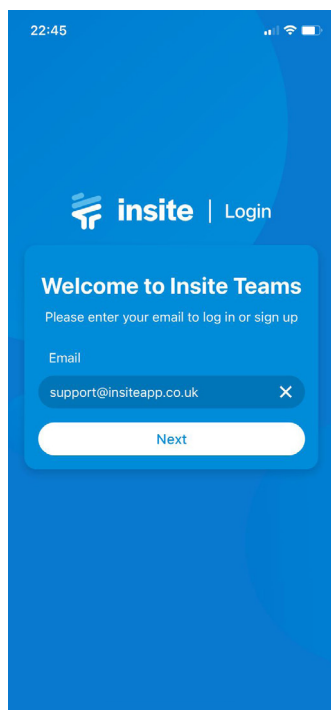 22:45
insite | Login
Welcome to Insite Teams
Please enter your email to log in or sign up
Email
support@insiteapp.co.uk
Next